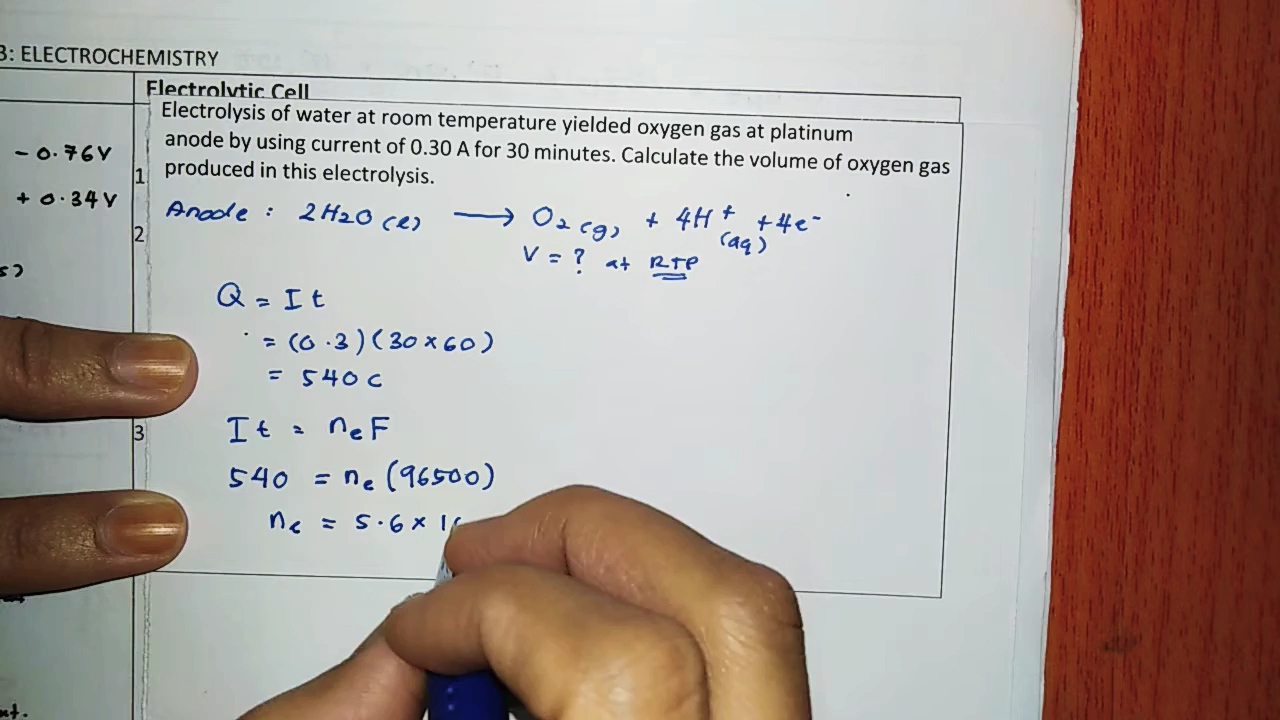 3: ELECTROCHEMISTRY
Electrolytic Cell
Electrolysis of water at room temperature yielded oxygen gas at platinum
anode by using current of 0.30 A for 30 minutes. Calculate the volume of oxygen gas
produced in this electrolysis.
- 0.76V
+ 0.34V
1
2
3
Anode : 2H2O (l) ⟶ O2 (g) + 4H+ (aq) + 4e-
V = ? at RTP
Q = It
= (0.3)(30×60)
= 540 C
It = neF
540 = ne (96500)
ne = 5.6 × 1